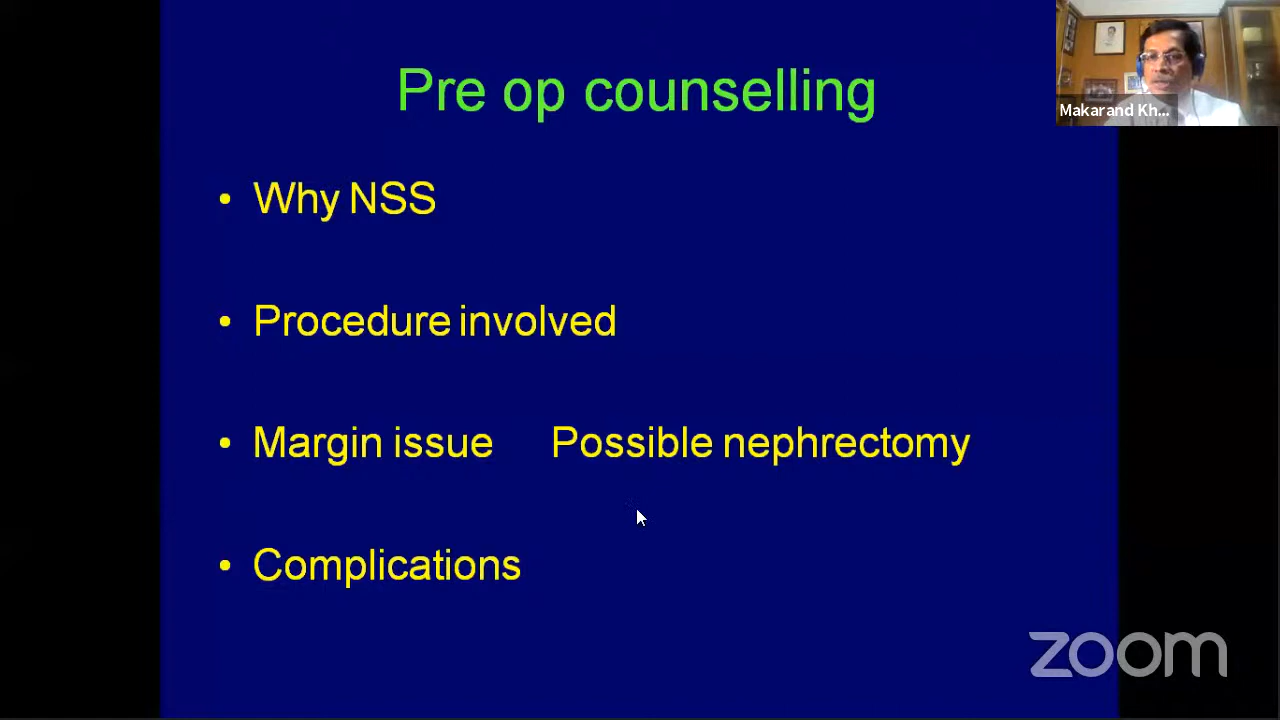 Pre op counselling
Makarand Kh...
• Why NSS
• Procedure involved
• Margin issue Possible nephrectomy
• Complications
zoom